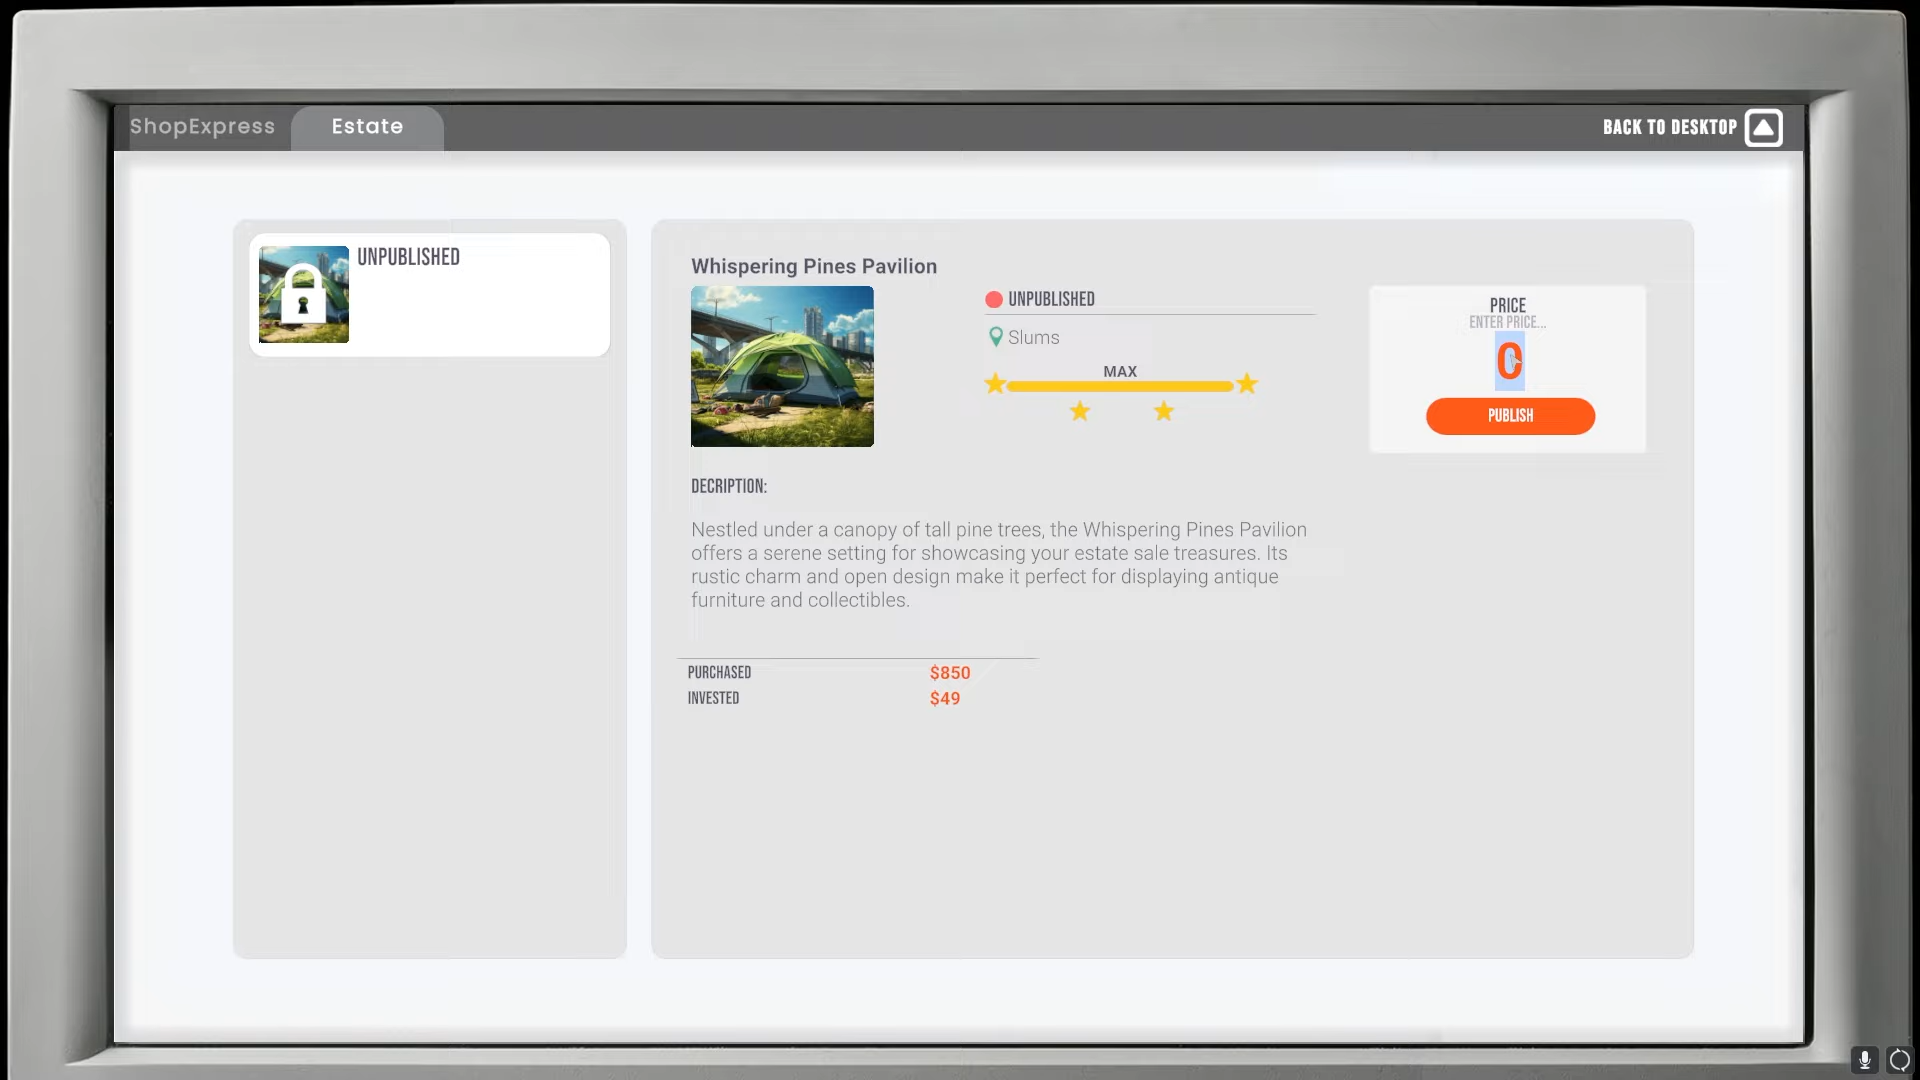 ShopExpress
Estate
BACK TO DESKTOP
UNPUBLISHED
Whispering Pines Pavilion
UNPUBLISHED
Slums
MAX
PRICE
ENTER PRICE...
0
PUBLISH
DECRIPTION:
Nestled under a canopy of tall pine trees, the Whispering Pines Pavilion
offers a serene setting for showcasing your estate sale treasures. Its
rustic charm and open design make it perfect for displaying antique
furniture and collectibles.
PURCHASED $850
INVESTED $49